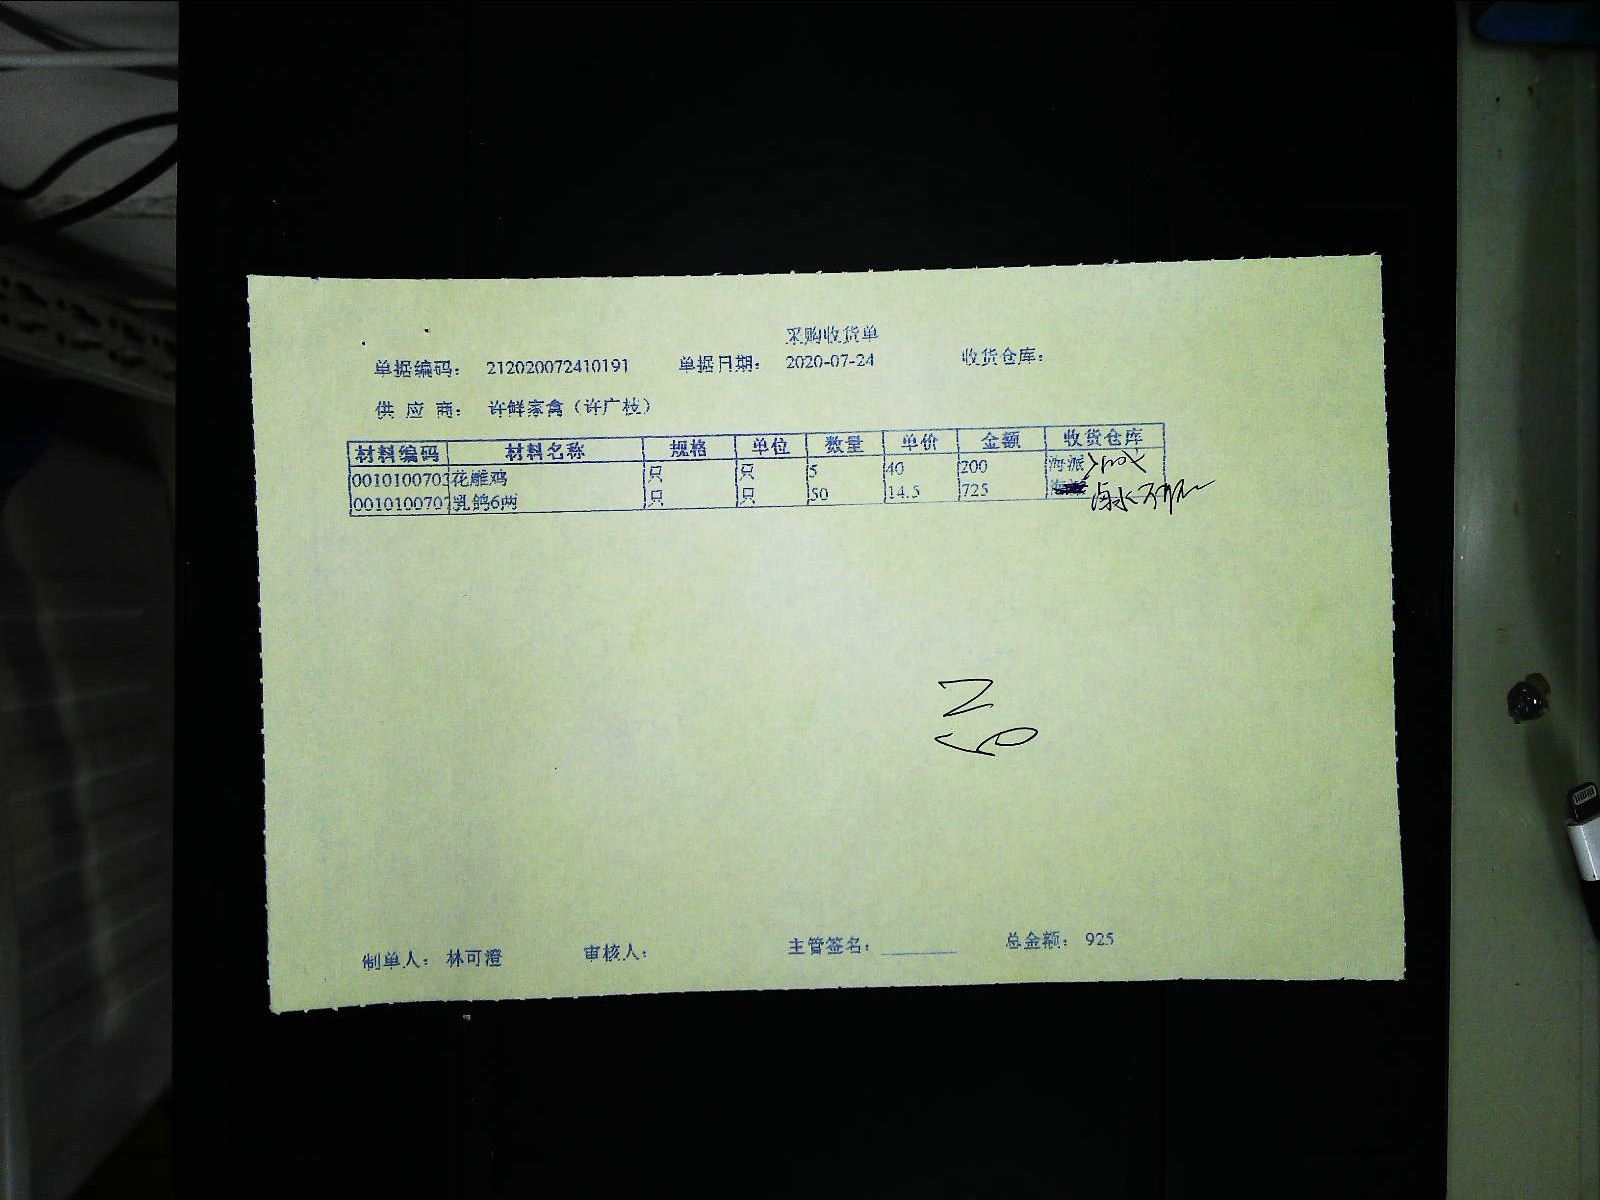 采购收货单
单据编码： 212020072410191 单据日期： 2020-07-24 收货仓库：
供 应 商： 许鲜家禽（许广枝）
材料编码 材料名称 规格 单位 数量 单价 金额 收货仓库
0010100703 花雕鸡 只 只 5 40 200 海派
0010100707 乳鸽6两 只 只 50 14.5 725 卤水
制单人： 林可澄 审核人： 主管签名： 总金额： 925